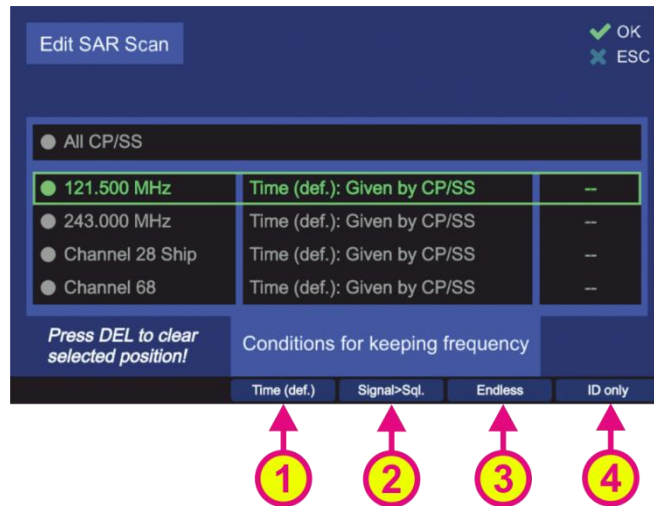 Edit SAR Scan
OK
ESC
All CP/SS
121.500 MHz Time (def.): Given by CP/SS --
243.000 MHz Time (def.): Given by CP/SS --
Channel 28 Ship Time (def.): Given by CP/SS --
Channel 68 Time (def.): Given by CP/SS --
Press DEL to clear
selected position!
Conditions for keeping frequency
Time (def.) Signal>Sql. Endless ID only
1 2 3 4